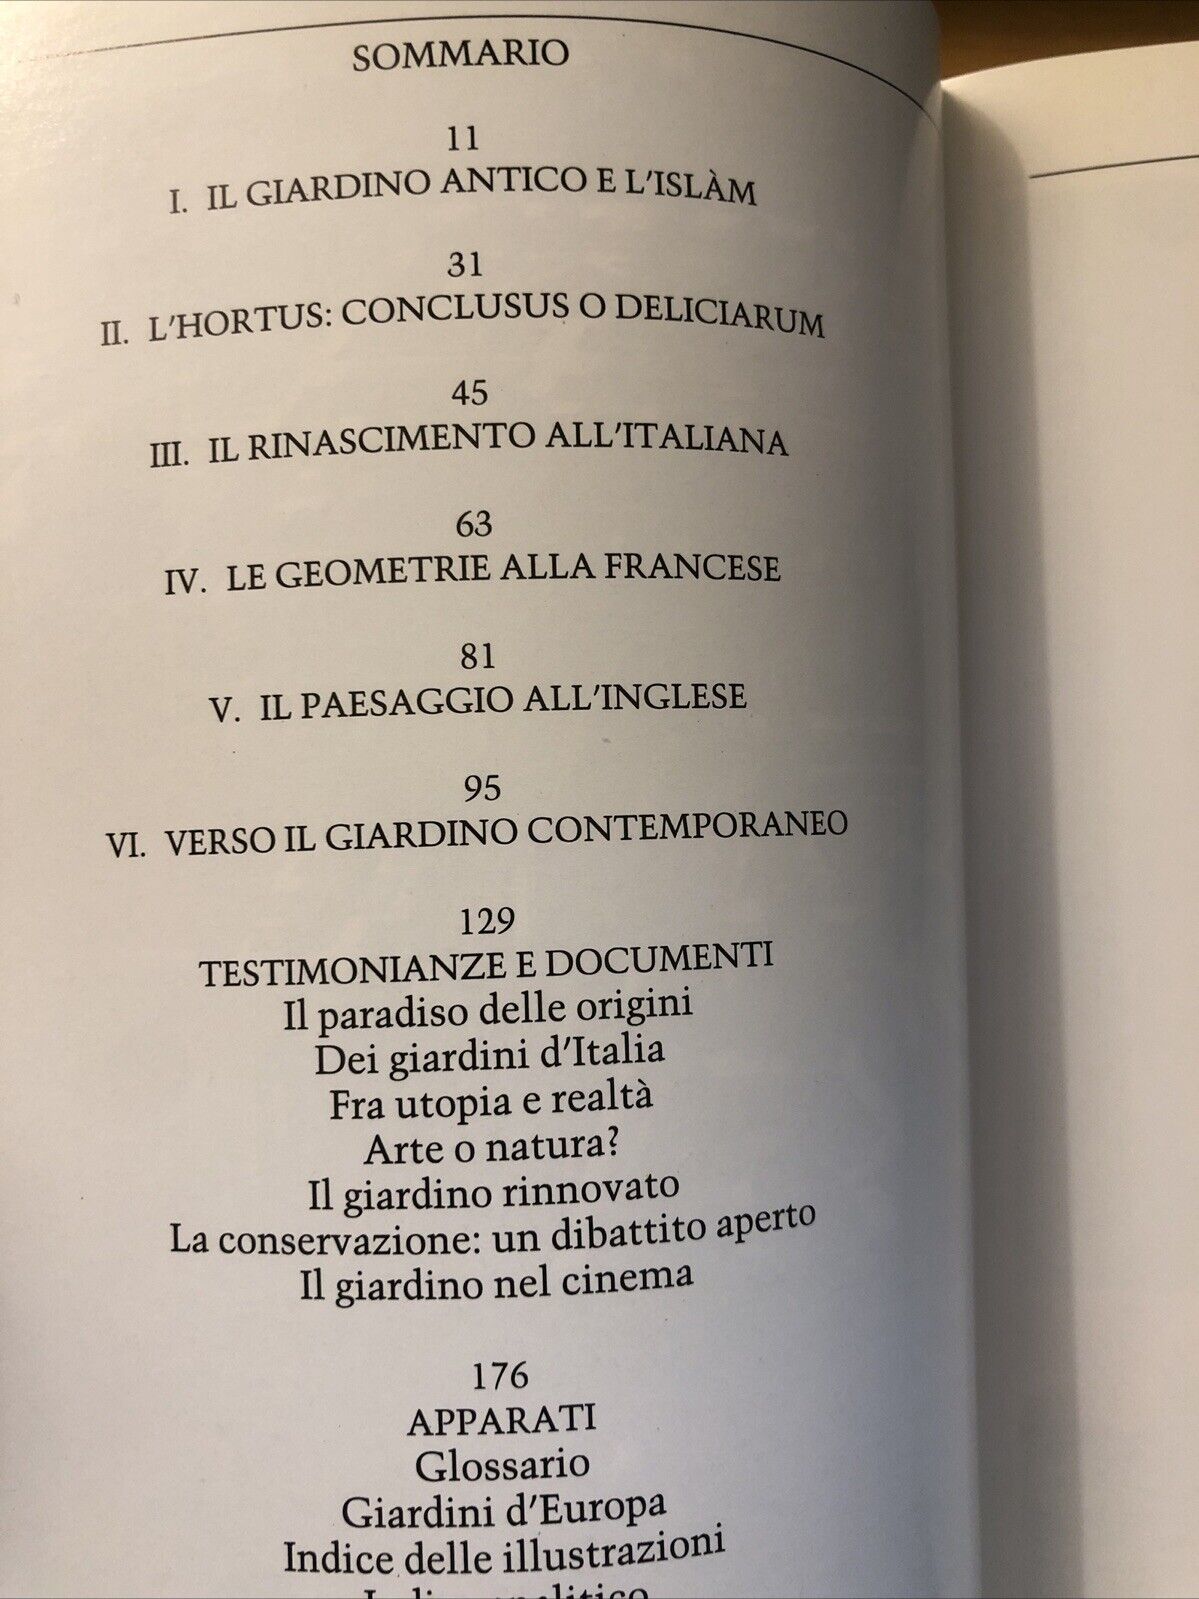 SOMMARIO
11
I. IL GIARDINO ANTICO E L'ISLÀM
31
II. L'HORTUS: CONCLUSUS O DELICIARUM
45
III. IL RINASCIMENTO ALL'ITALIANA
63
IV. LE GEOMETRIE ALLA FRANCESE
81
V. IL PAESAGGIO ALL'INGLESE
95
VI. VERSO IL GIARDINO CONTEMPORANEO
129
TESTIMONIANZE E DOCUMENTI
Il paradiso delle origini
Dei giardini d'Italia
Fra utopia e realtà
Arte o natura?
Il giardino rinnovato
La conservazione: un dibattito aperto
Il giardino nel cinema
176
APPARATI
Glossario
Giardini d'Europa
Indice delle illustrazioni